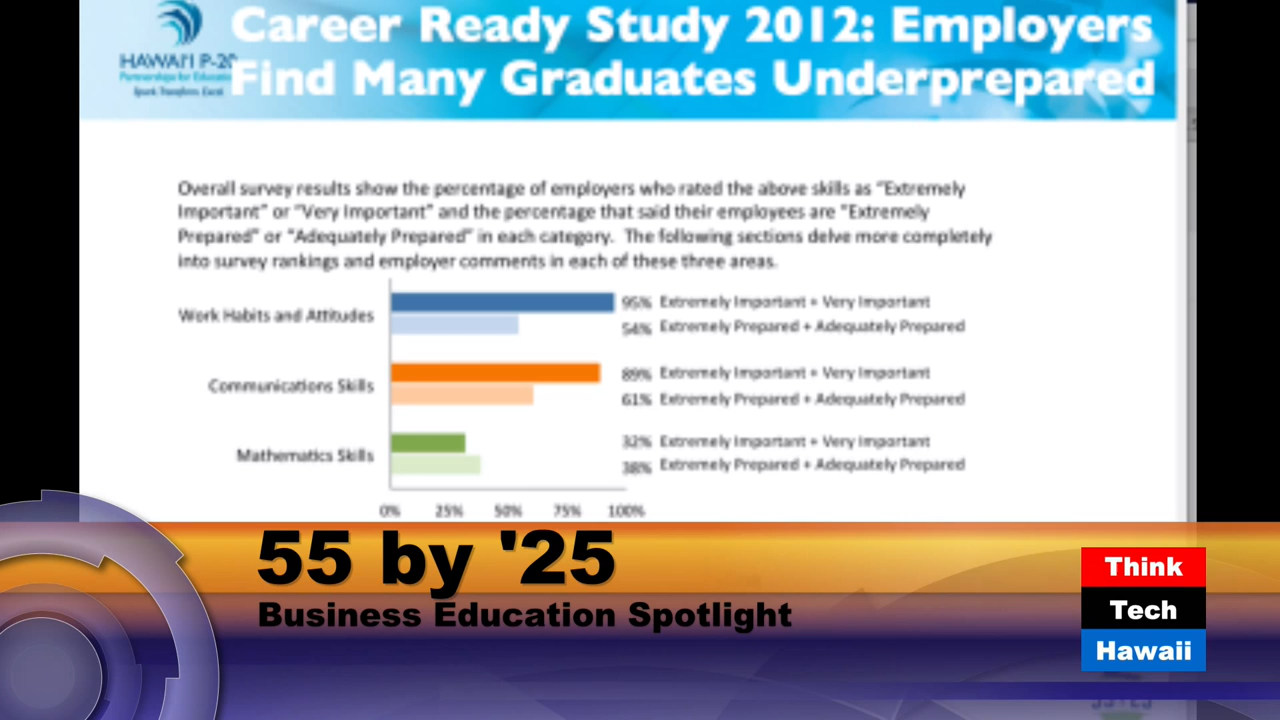 Career Ready Study 2012: Employers
Find Many Graduates Underprepared
HAWAI'I P-20
Partnerships for Education
Overall survey results show the percentage of employers who rated the above skills as "Extremely
Important" or "Very Important" and the percentage that said their employees are "Extremely
Prepared" or "Adequately Prepared" in each category. The following sections delve more completely
into survey rankings and employer comments in each of these three areas.
Work Habits and Attitudes
95% Extremely Important + Very Important
54% Extremely Prepared + Adequately Prepared
Communications Skills
89% Extremely Important + Very Important
61% Extremely Prepared + Adequately Prepared
Mathematics Skills
32% Extremely Important + Very Important
38% Extremely Prepared + Adequately Prepared
0% 25% 50% 75% 100%
55 by '25
Business Education Spotlight
Think
Tech
Hawaii